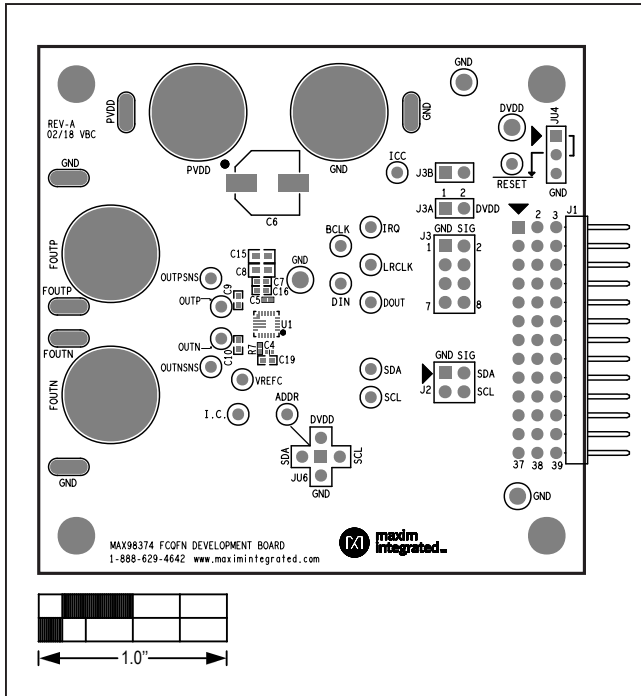 GND
REV-A
02/18 VBC
PVDD
GND
DVDD
JU4
PVDD
GND
ICC
J3B
RESET
GND
GND
C6
1 2
J3A
DVDD
J1
2 3
BCLK
IRQ
J3
GND SIG
1
2
FOUTP
C15
C8
C7
C16
C5
C9
GND
LRCLK
OUTPSNS
DIN
DOUT
FOUTP
OUTP
7
8
U1
FOUTN
OUTN
C10
R7
C4
C19
GND SIG
OUTNSNS
VREFC
SDA
SDA
J2
SCL
SCL
FOUTN
I.C.
ADDR
DVDD
SDA
SCL
JU6
GND
37 38 39
GND
GND
MAX98374 FCQFN DEVELOPMENT BOARD
1-888-629-4642 www.maximintegrated.com
maxim
integrated™
1.0"